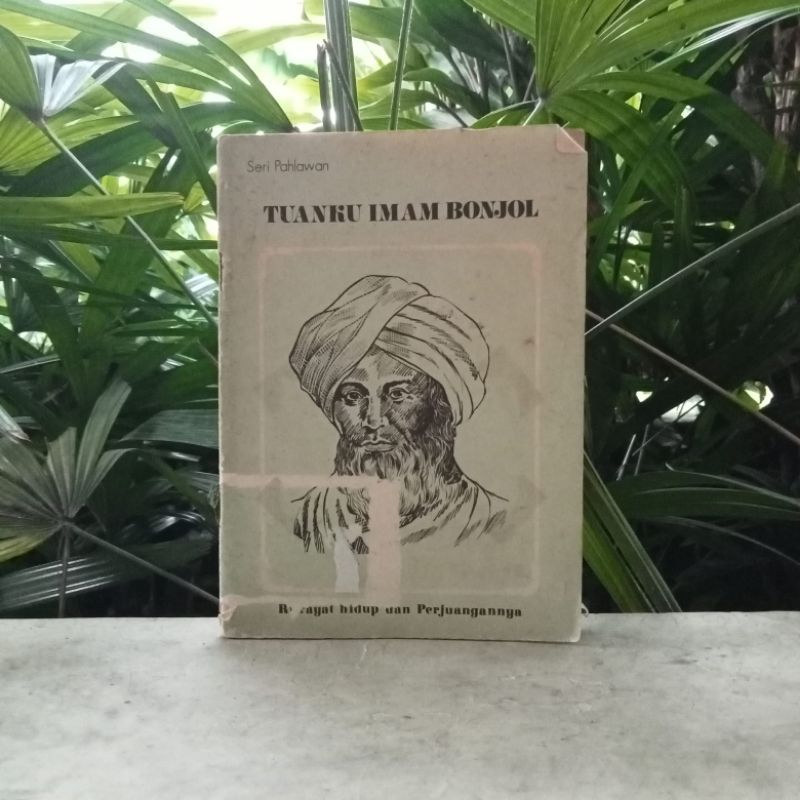 Seri Pahlawan
TUANKU IMAM BONJOL
hidup dan Perjuangannya